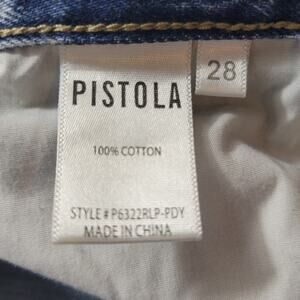 PISTOLA
28
100% COTTON
STYLE # P6322RLP-PDY
MADE IN CHINA